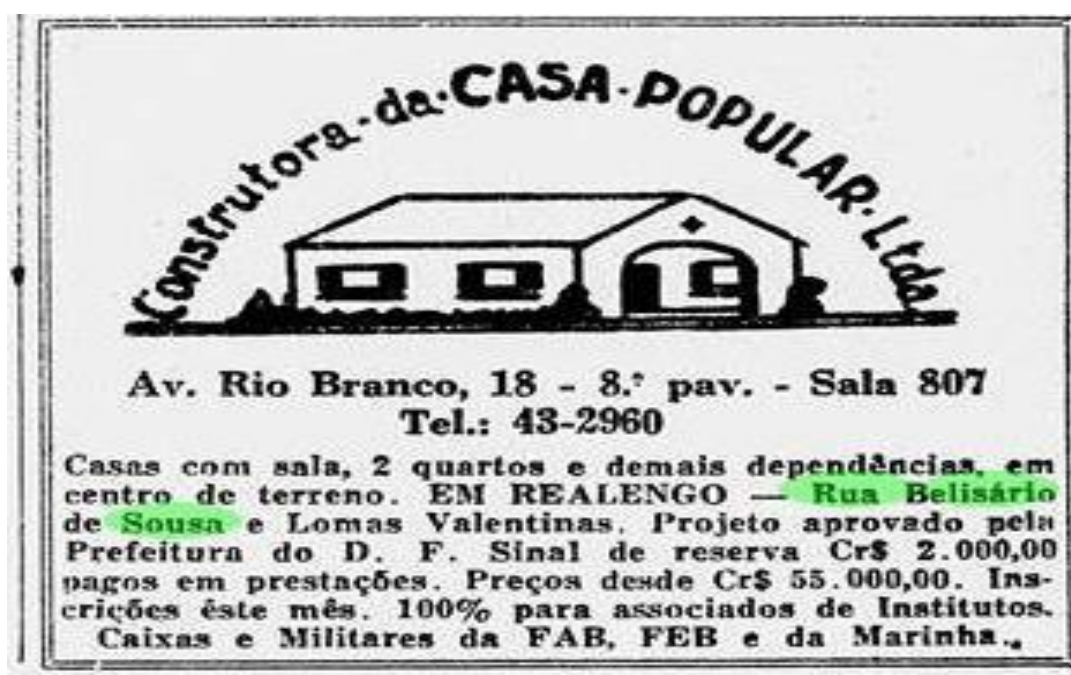 Construtora·da·CASA·POPULAR·Ltda
Av. Rio Branco, 18 - 8.º pav. - Sala 807
Tel.: 43-2960
Casas com sala, 2 quartos e demais dependências, em
centro de terreno. EM REALENGO — Rua Belisário
de Sousa e Lomas Valentinas. Projeto aprovado pela
Prefeitura do D. F. Sinal de reserva Cr$ 2.000,00
pagos em prestações. Preços desde Cr$ 55.000,00. Ins-
crições êste mês. 100% para associados de Institutos.
Caixas e Militares da FAB, FEB e da Marinha.